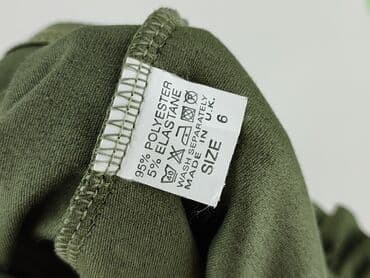 95% POLYESTER
5% ELASTANE
WASH SEPARATELY
MADE IN U.K.
SIZE 6